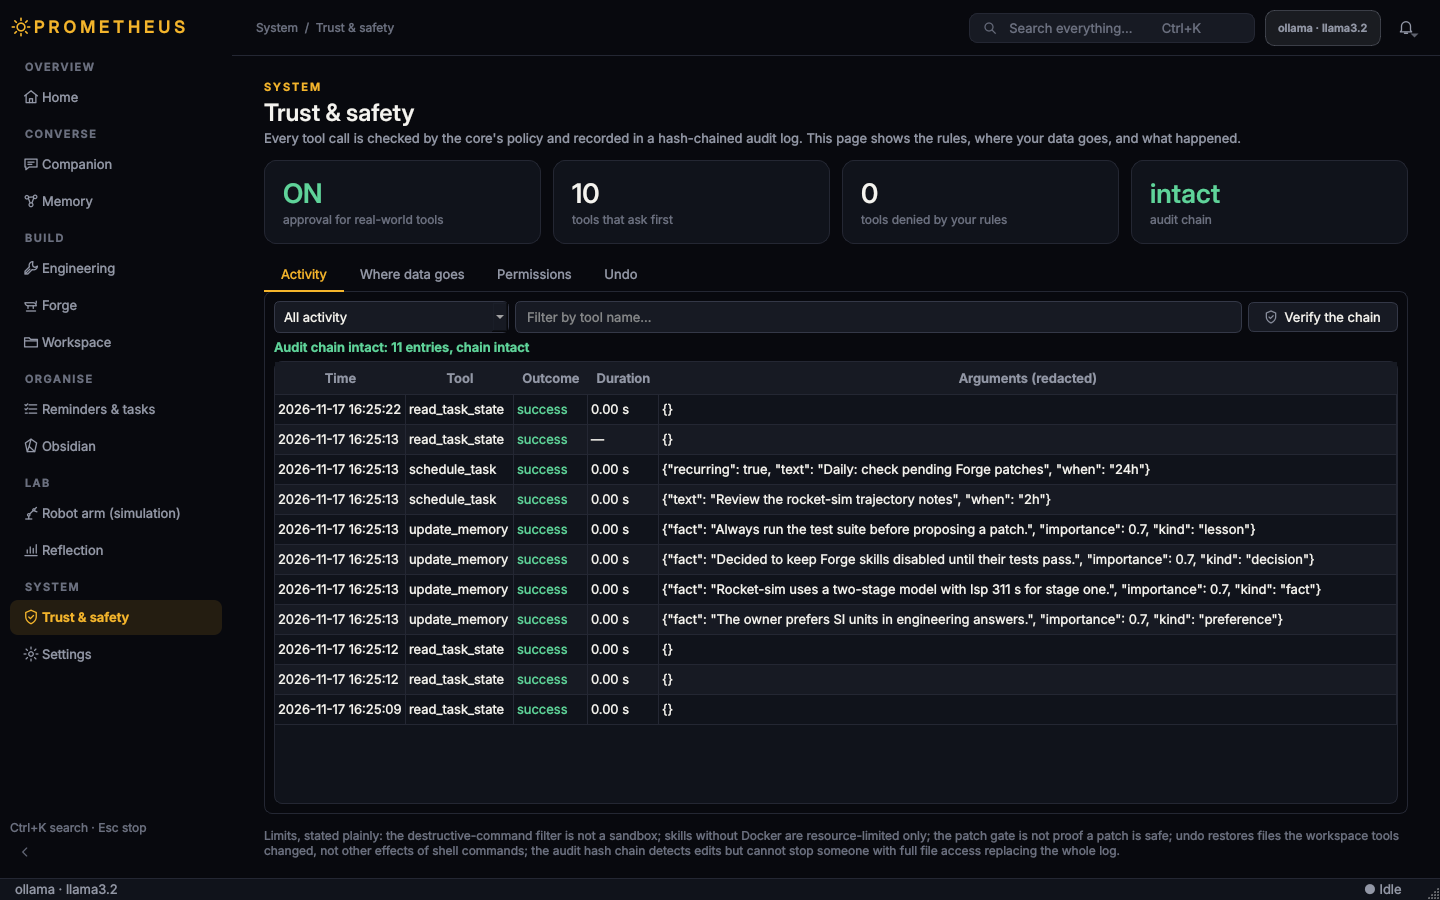 PROMETHEUS
System / Trust & safety
Search everything... Ctrl+K
ollama · llama3.2
OVERVIEW
Home
CONVERSE
Companion
Memory
BUILD
Engineering
Forge
Workspace
ORGANISE
Reminders & tasks
Obsidian
LAB
Robot arm (simulation)
Reflection
SYSTEM
Trust & safety
Settings
Ctrl+K search · Esc stop
SYSTEM
Trust & safety
Every tool call is checked by the core's policy and recorded in a hash-chained audit log. This page shows the rules, where your data goes, and what happened.
ON
approval for real-world tools
10
tools that ask first
0
tools denied by your rules
intact
audit chain
Activity Where data goes Permissions Undo
All activity Filter by tool name... Verify the chain
Audit chain intact: 11 entries, chain intact
Time Tool Outcome Duration Arguments (redacted)
2026-11-17 16:25:22 read_task_state success 0.00 s {}
2026-11-17 16:25:13 read_task_state success — {}
2026-11-17 16:25:13 schedule_task success 0.00 s {"recurring": true, "text": "Daily: check pending Forge patches", "when": "24h"}
2026-11-17 16:25:13 schedule_task success 0.00 s {"text": "Review the rocket-sim trajectory notes", "when": "2h"}
2026-11-17 16:25:13 update_memory success 0.00 s {"fact": "Always run the test suite before proposing a patch.", "importance": 0.7, "kind": "lesson"}
2026-11-17 16:25:13 update_memory success 0.00 s {"fact": "Decided to keep Forge skills disabled until their tests pass.", "importance": 0.7, "kind": "decision"}
2026-11-17 16:25:13 update_memory success 0.00 s {"fact": "Rocket-sim uses a two-stage model with Isp 311 s for stage one.", "importance": 0.7, "kind": "fact"}
2026-11-17 16:25:13 update_memory success 0.00 s {"fact": "The owner prefers SI units in engineering answers.", "importance": 0.7, "kind": "preference"}
2026-11-17 16:25:12 read_task_state success 0.00 s {}
2026-11-17 16:25:12 read_task_state success 0.00 s {}
2026-11-17 16:25:09 read_task_state success 0.00 s {}
Limits, stated plainly: the destructive-command filter is not a sandbox; skills without Docker are resource-limited only; the patch gate is not proof a patch is safe; undo restores files the workspace tools
changed, not other effects of shell commands; the audit hash chain detects edits but cannot stop someone with full file access replacing the whole log.
ollama · llama3.2
Idle